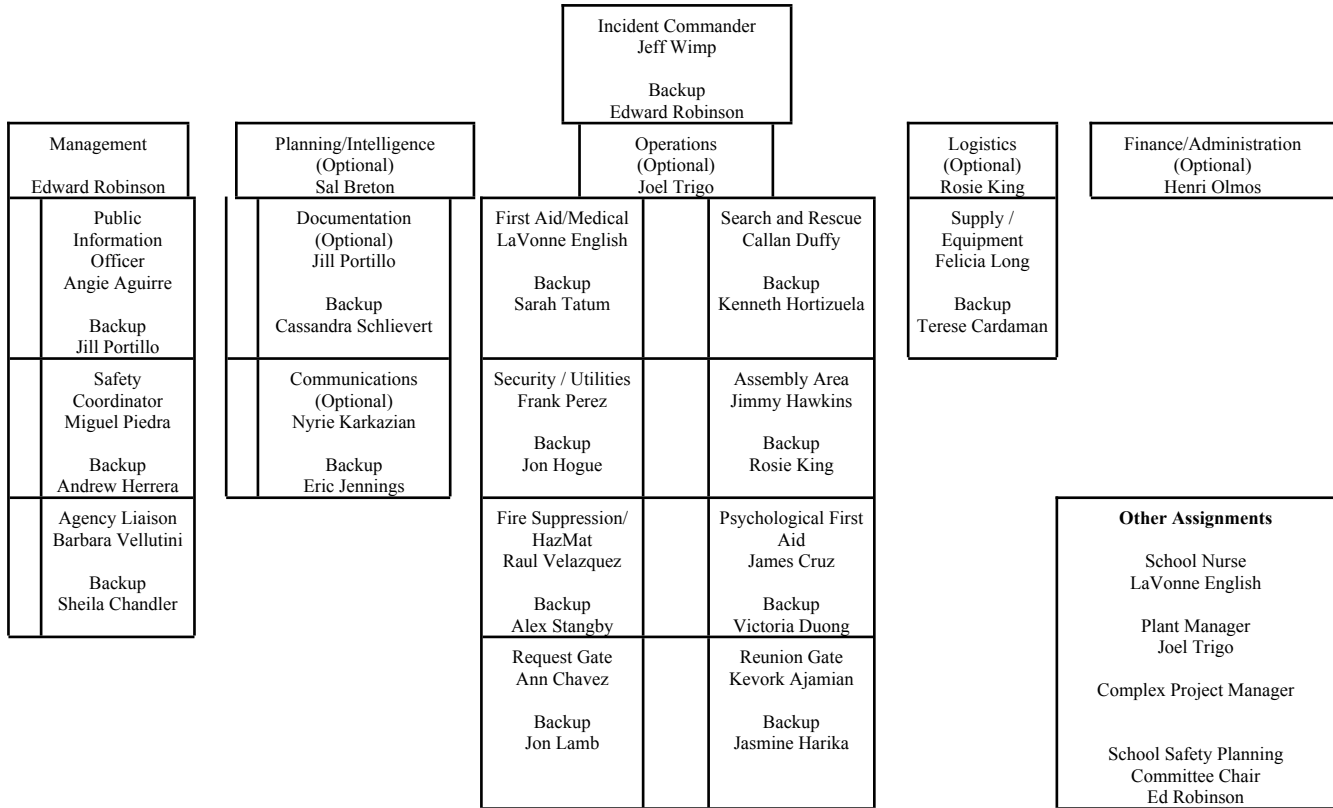 Incident Commander
Jeff Wimp
Backup
Edward Robinson
Management
Edward Robinson
Public
Information
Officer
Angie Aguirre
Backup
Jill Portillo
Safety
Coordinator
Miguel Piedra
Backup
Andrew Herrera
Agency Liaison
Barbara Vellutini
Backup
Sheila Chandler
Planning/Intelligence
(Optional)
Sal Breton
Documentation
(Optional)
Jill Portillo
Backup
Cassandra Schlievert
Communications
(Optional)
Nyrie Karkazian
Backup
Eric Jennings
Operations
(Optional)
Joel Trigo
First Aid/Medical
LaVonne English
Backup
Sarah Tatum
Search and Rescue
Callan Duffy
Backup
Kenneth Hortizuela
Security / Utilities
Frank Perez
Backup
Jon Hogue
Assembly Area
Jimmy Hawkins
Backup
Rosie King
Fire Suppression/
HazMat
Raul Velazquez
Backup
Alex Stangby
Psychological First
Aid
James Cruz
Backup
Victoria Duong
Request Gate
Ann Chavez
Backup
Jon Lamb
Reunion Gate
Kevork Ajamian
Backup
Jasmine Harika
Logistics
(Optional)
Rosie King
Supply /
Equipment
Felicia Long
Backup
Terese Cardaman
Finance/Administration
(Optional)
Henri Olmos
Other Assignments
School Nurse
LaVonne English
Plant Manager
Joel Trigo
Complex Project Manager
School Safety Planning
Committee Chair
Ed Robinson